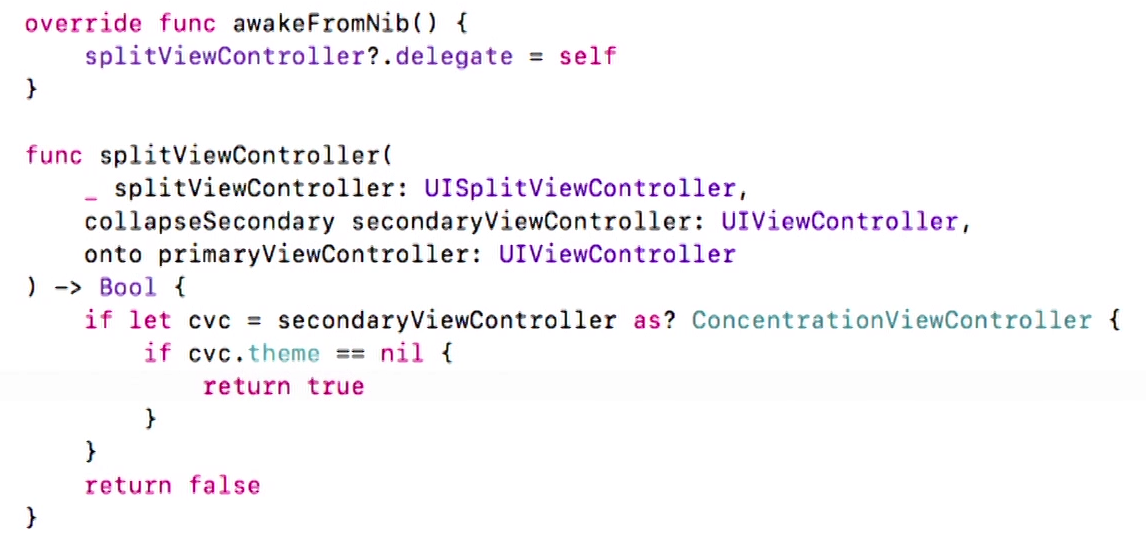 override func awakeFromNib() {
    splitViewController?.delegate = self
}

func splitViewController(
    _ splitViewController: UISplitViewController,
    collapseSecondary secondaryViewController: UIViewController,
    onto primaryViewController: UIViewController
) -> Bool {
    if let cvc = secondaryViewController as? ConcentrationViewController {
        if cvc.theme == nil {
            return true
        }
    }
    return false
}